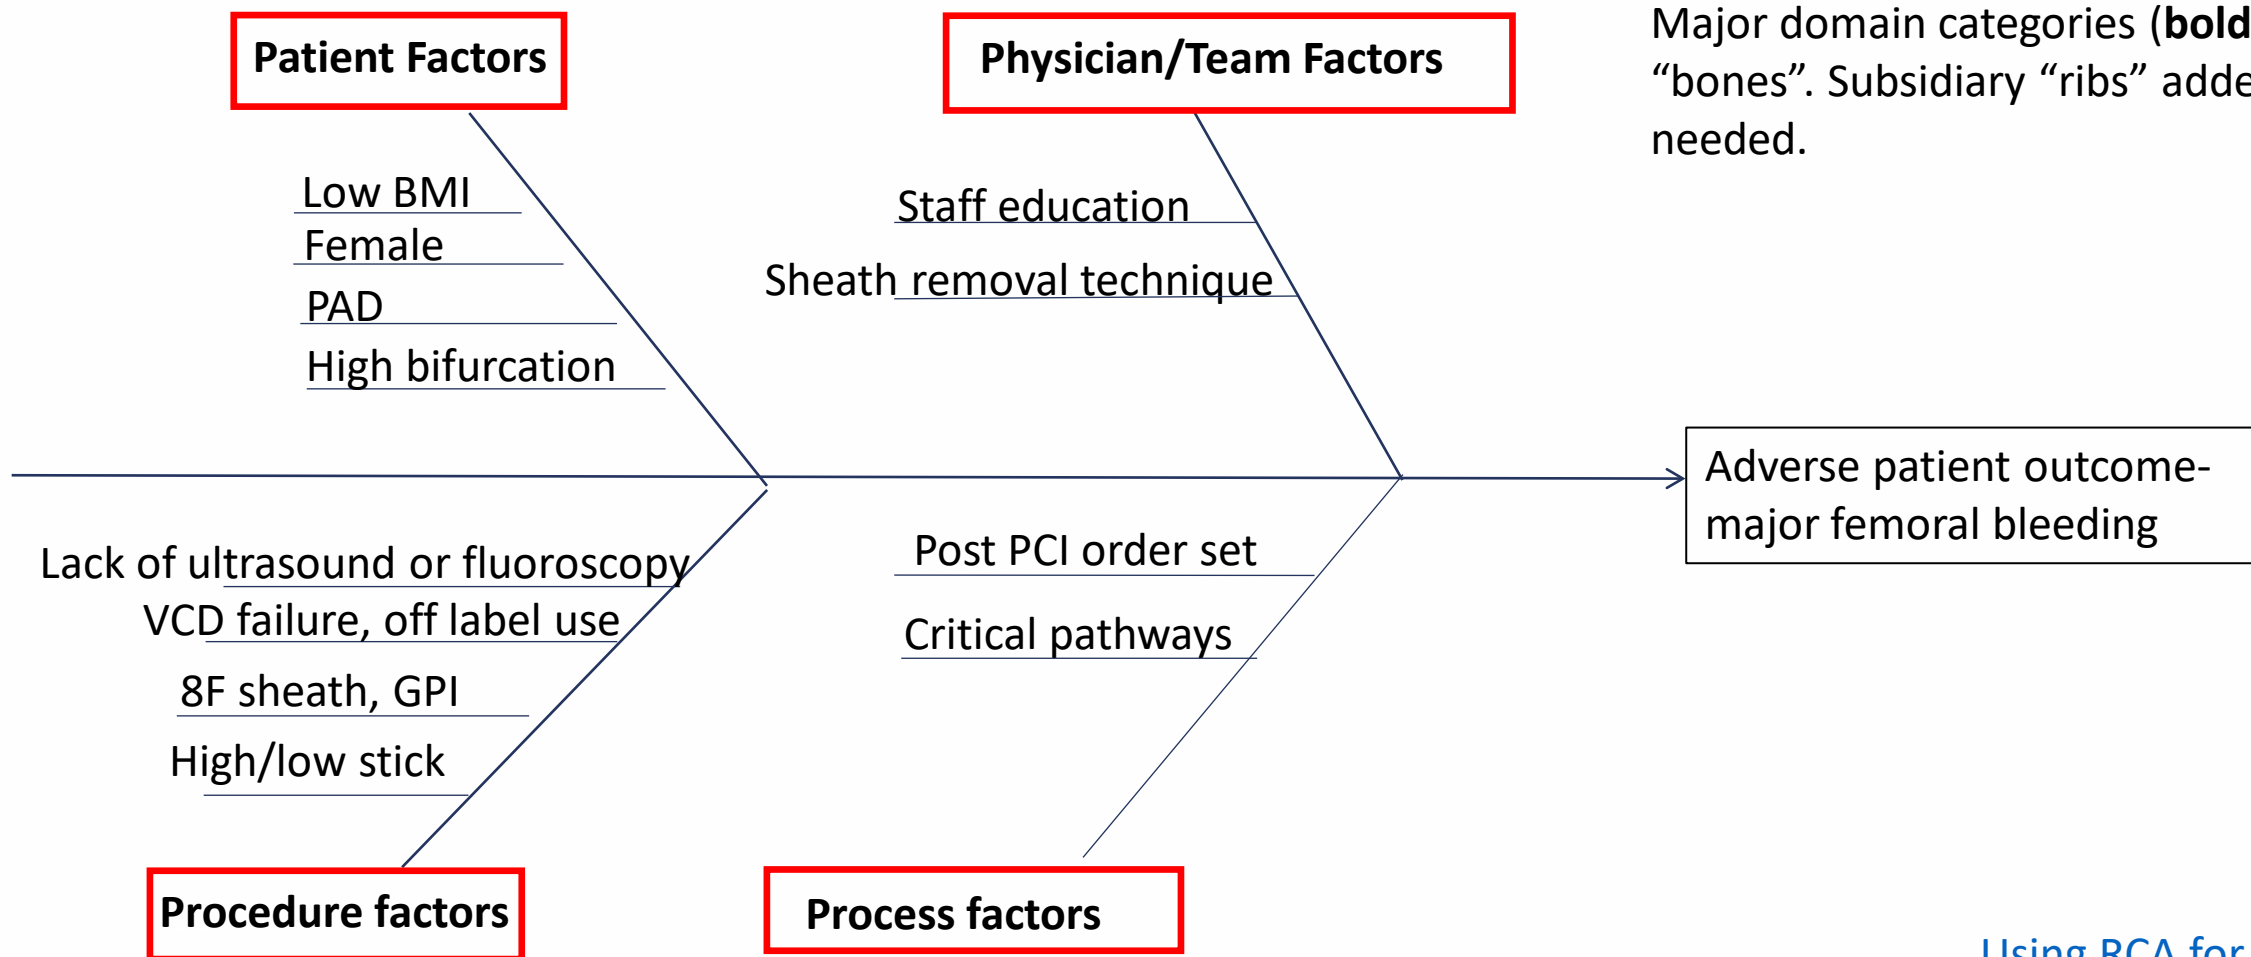 Patient Factors
Physician/Team Factors
Major domain categories (bold
“bones”. Subsidiary “ribs” adde
needed.
Low BMI
Female
PAD
High bifurcation
Staff education
Sheath removal technique
Adverse patient outcome-
major femoral bleeding
Lack of ultrasound or fluoroscopy
VCD failure, off label use
8F sheath, GPI
High/low stick
Post PCI order set
Critical pathways
Procedure factors
Process factors
Using RCA for